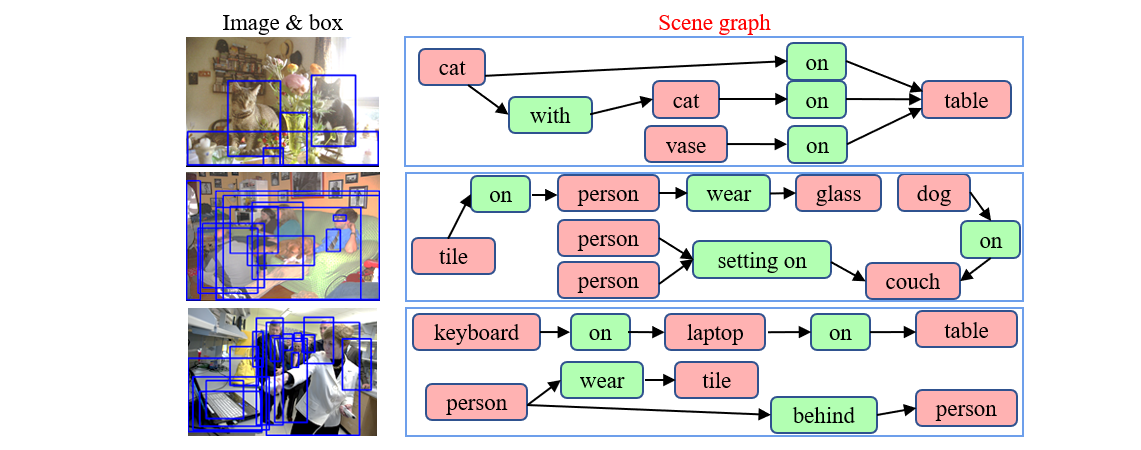 Image & box
Scene graph
cat
on
with
cat
on
table
vase
on
on
person
wear
glass
dog
tile
person
setting on
on
person
couch
keyboard
on
laptop
on
table
wear
tile
person
behind
person